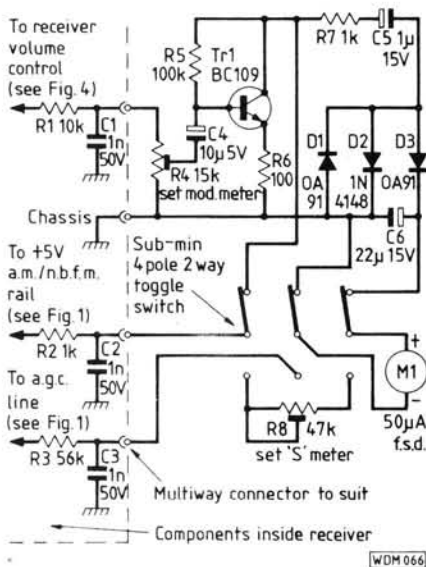 To receiver
volume
control
(see Fig. 4)
R1 10k
C1
1n
50V
R5
100k
Tr1
BC109
R7 1k
C5 1μ
15V
C4
10μ5V
R4 15k
set mod. meter
R6
100
D1
D2
D3
OA
91
1N
4148
OA91
Chassis
C6
22μ 15V
Sub-min
4 pole 2 way
toggle
switch
To +5V
a.m./n.b.f.m.
rail
(see Fig.1)
R2 1k
C2
1n
50V
To a.g.c.
line
(see Fig.1)
R3 56k
C3
1n
50V
+
M1
-
50μA
f.s.d.
R8
47k
set 'S' meter
Multiway connector to suit
Components inside receiver
WDM 066